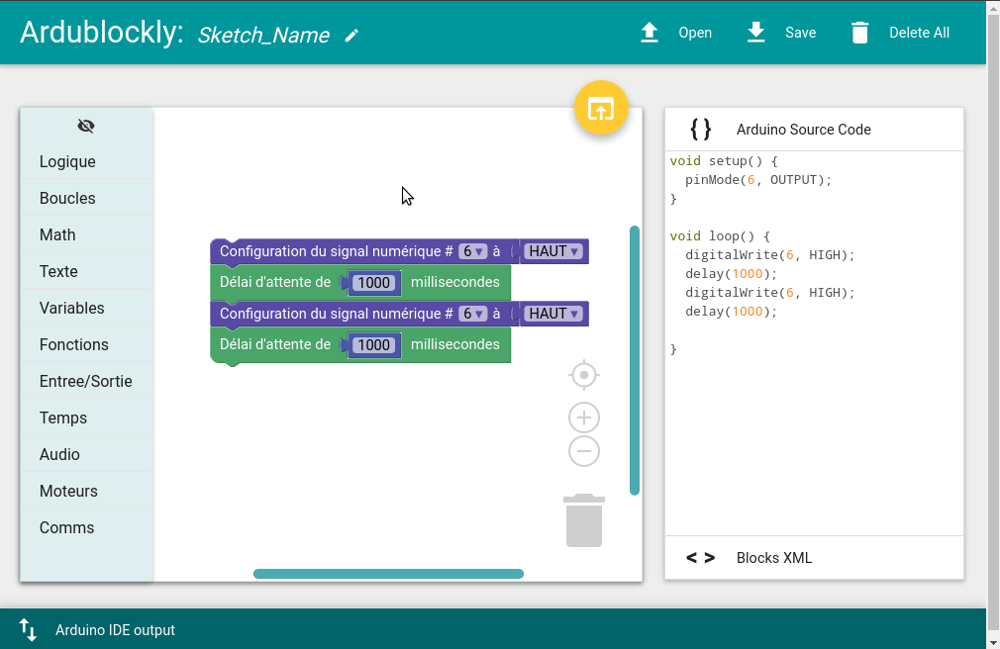 Ardublockly: Sketch_Name
Open
Save
Delete All
Logique
Boucles
Math
Texte
Variables
Fonctions
Entree/Sortie
Temps
Audio
Moteurs
Comms
Configuration du signal numérique # 6 à HAUT
Délai d'attente de 1000 millisecondes
Configuration du signal numérique # 6 à HAUT
Délai d'attente de 1000 millisecondes
{ } Arduino Source Code
void setup() {
  pinMode(6, OUTPUT);
}
void loop() {
  digitalWrite(6, HIGH);
  delay(1000);
  digitalWrite(6, HIGH);
  delay(1000);
}
< > Blocks XML
Arduino IDE output